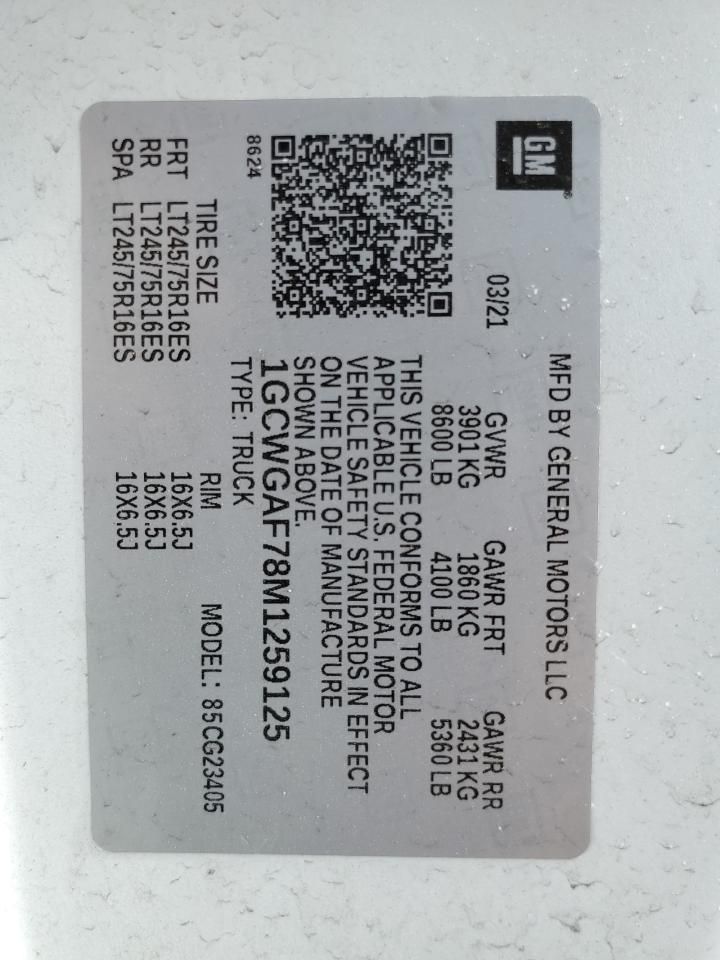 GM
MFD BY GENERAL MOTORS LLC
03/21
GVWR GAWR FRT GAWR RR
3901 KG 1860 KG 2431 KG
8600 LB 4100 LB 5360 LB
THIS VEHICLE CONFORMS TO ALL
APPLICABLE U.S. FEDERAL MOTOR
VEHICLE SAFETY STANDARDS IN EFFECT
ON THE DATE OF MANUFACTURE
SHOWN ABOVE.
1GCWGAF78M1259125
8624
TYPE: TRUCK
TIRE SIZE RIM MODEL: 85CG23405
FRT LT245/75R16ES 16X6.5J
RR LT245/75R16ES 16X6.5J
SPA LT245/75R16ES 16X6.5J